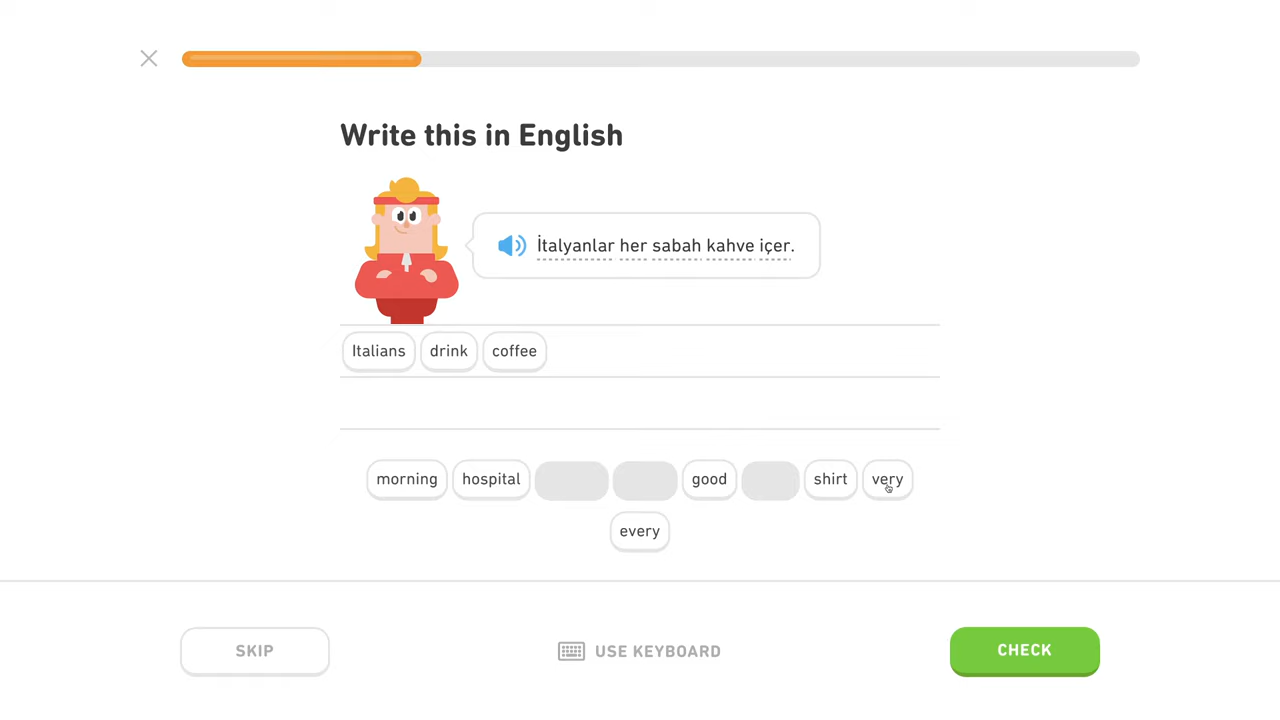 Write this in English
İtalyanlar her sabah kahve içer.
Italians drink coffee
morning hospital good shirt very
every
SKIP USE KEYBOARD CHECK